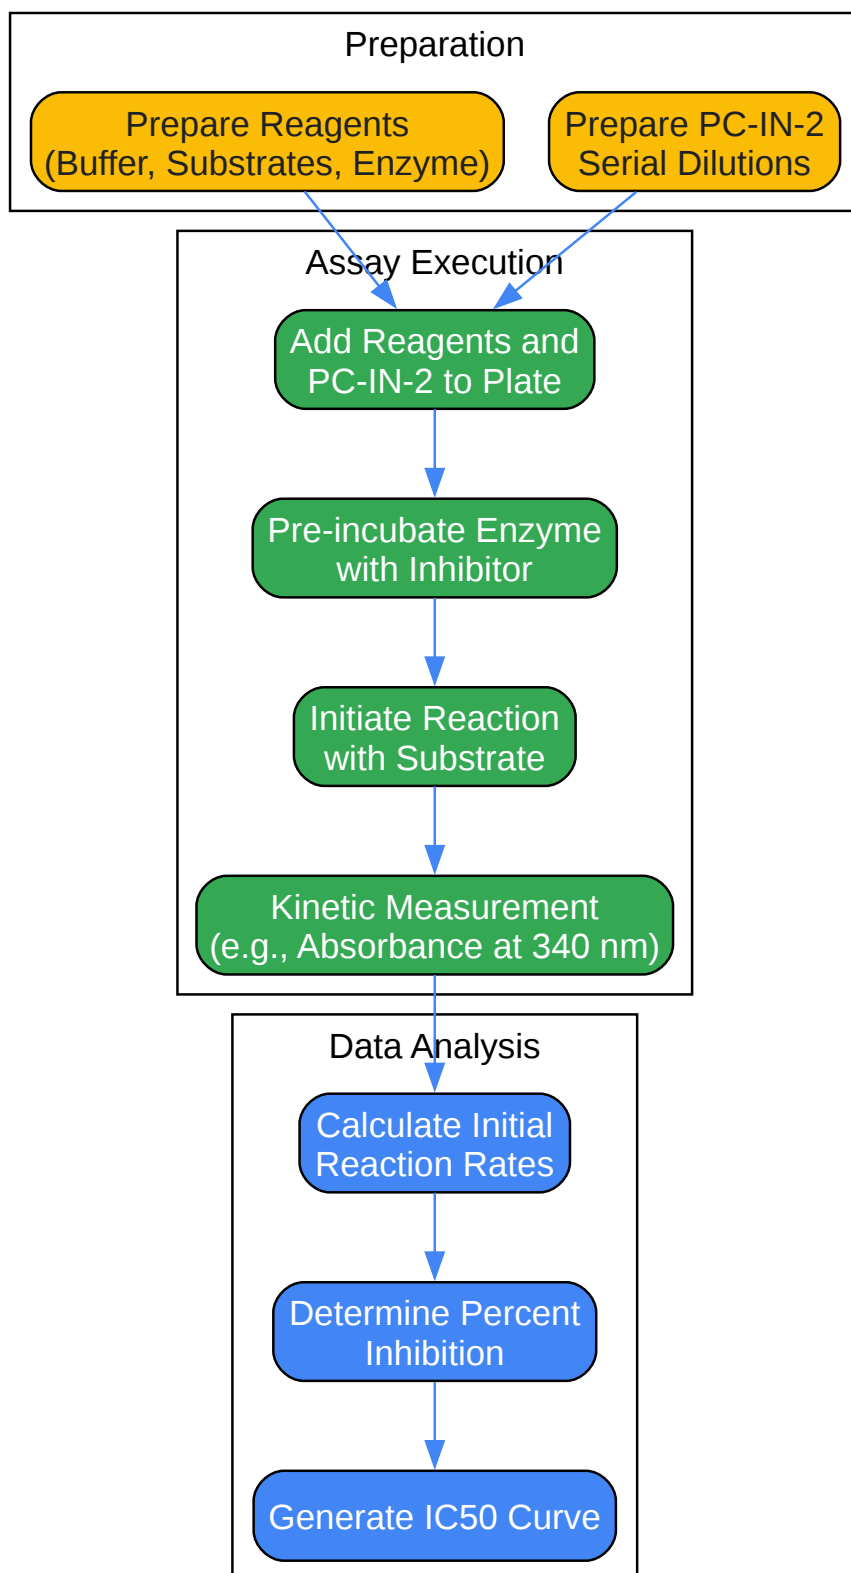 Preparation
Prepare Reagents
(Buffer, Substrates, Enzyme)
Prepare PC-IN-2
Serial Dilutions
Assay Execution
Add Reagents and
PC-IN-2 to Plate
Pre-incubate Enzyme
with Inhibitor
Initiate Reaction
with Substrate
Kinetic Measurement
(e.g., Absorbance at 340 nm)
Data Analysis
Calculate Initial
Reaction Rates
Determine Percent
Inhibition
Generate IC50 Curve